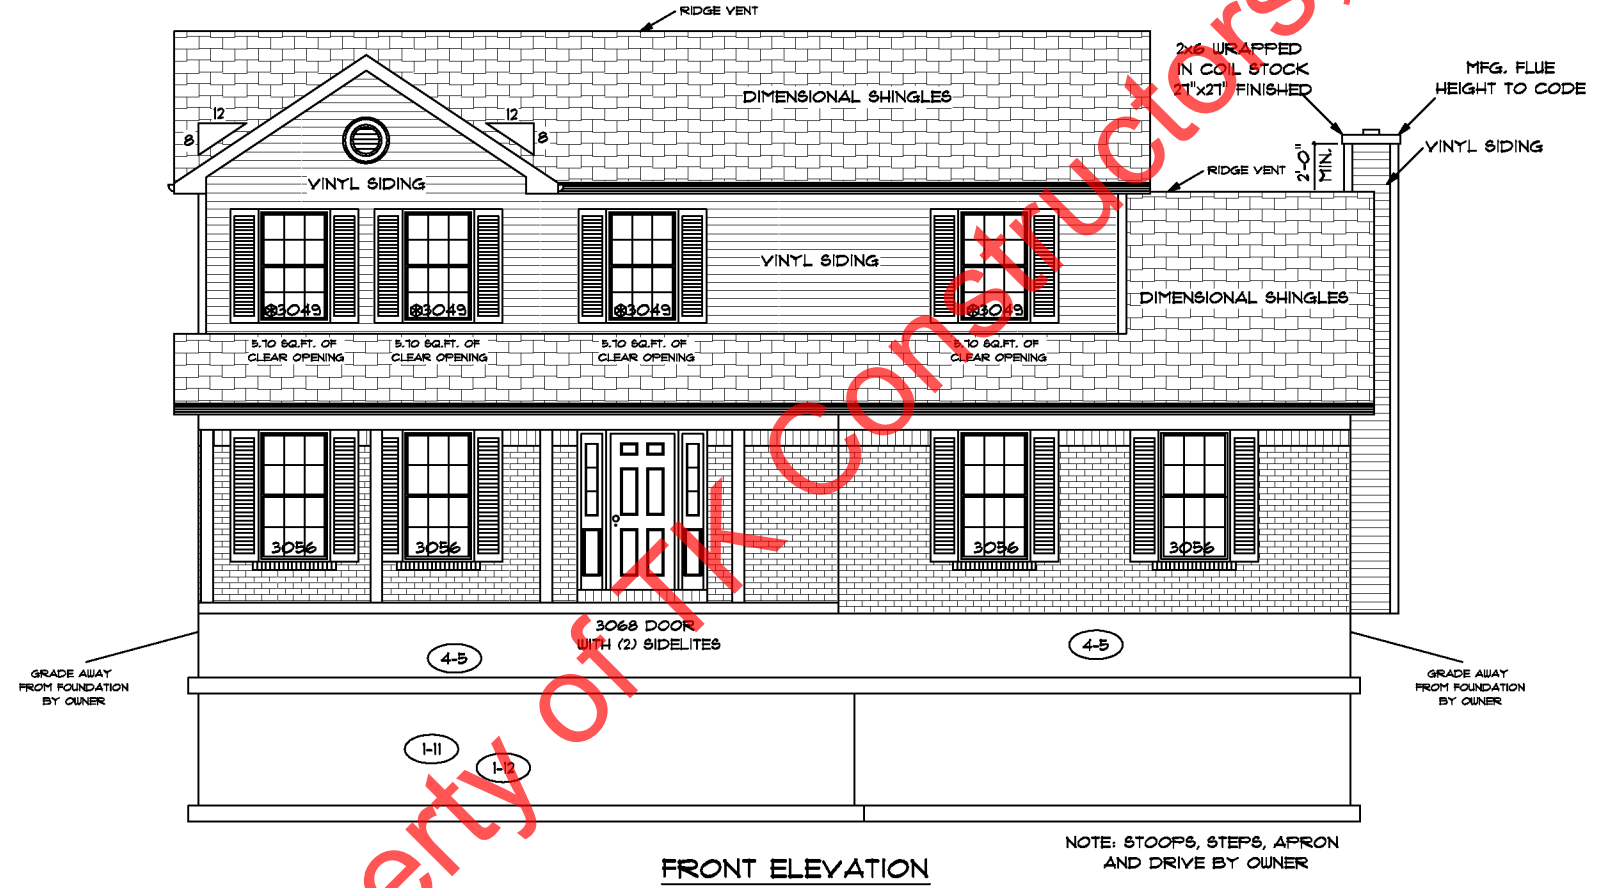 RIDGE VENT
2x6 WRAPPED
IN COIL STOCK
27"x27" FINISHED
MFG. FLUE
HEIGHT TO CODE
DIMENSIONAL SHINGLES
12
8
12
8
VINYL SIDING
2'-0"
MIN.
RIDGE VENT
VINYL SIDING
VINYL SIDING
DIMENSIONAL SHINGLES
⊛3049
⊛3049
⊛3049
⊛3049
5.70 SQ.FT. OF
CLEAR OPENING
5.70 SQ.FT. OF
CLEAR OPENING
5.70 SQ.FT. OF
CLEAR OPENING
5.70 SQ.FT. OF
CLEAR OPENING
3056
3056
3056
3056
3068 DOOR
WITH (2) SIDELITES
4-5
4-5
GRADE AWAY
FROM FOUNDATION
BY OWNER
GRADE AWAY
FROM FOUNDATION
BY OWNER
1-11
1-12
NOTE: STOOPS, STEPS, APRON
AND DRIVE BY OWNER
FRONT ELEVATION
erty of TK Constructors,